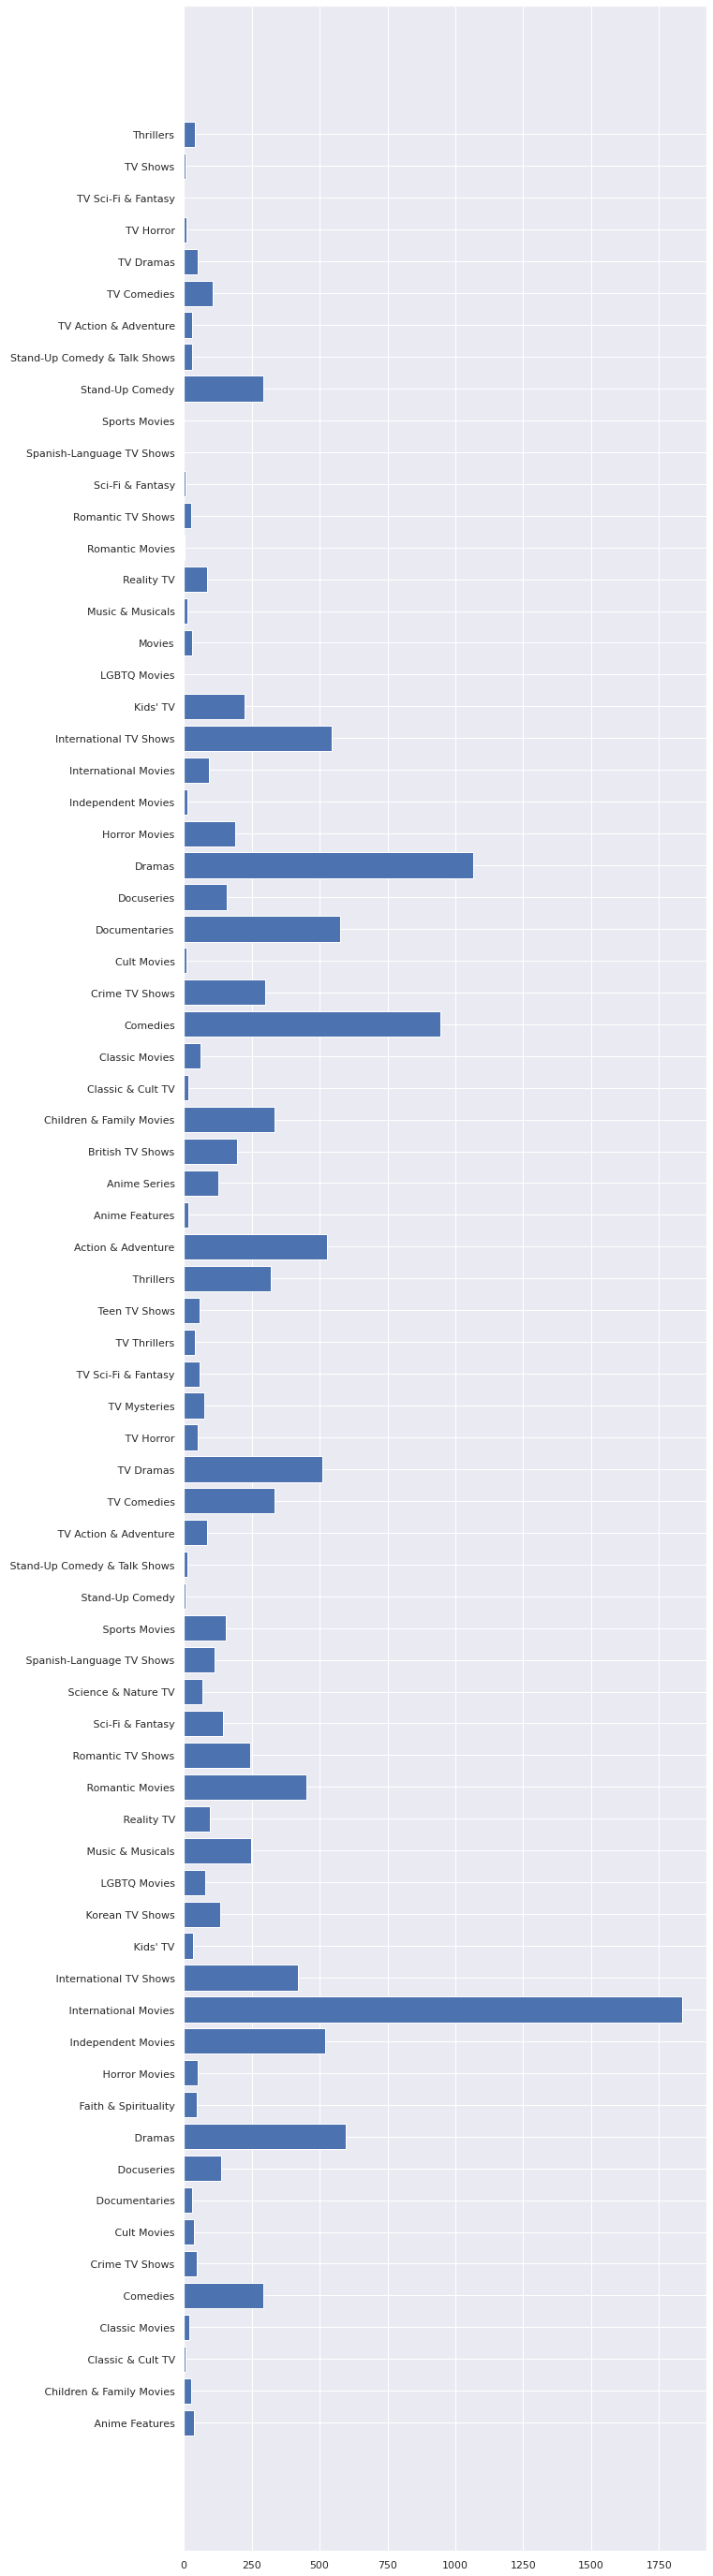 Thrillers
TV Shows
TV Sci-Fi & Fantasy
TV Horror
TV Dramas
TV Comedies
TV Action & Adventure
Stand-Up Comedy & Talk Shows
Stand-Up Comedy
Sports Movies
Spanish-Language TV Shows
Sci-Fi & Fantasy
Romantic TV Shows
Romantic Movies
Reality TV
Music & Musicals
Movies
LGBTQ Movies
Kids' TV
International TV Shows
International Movies
Independent Movies
Horror Movies
Dramas
Docuseries
Documentaries
Cult Movies
Crime TV Shows
Comedies
Classic Movies
Classic & Cult TV
Children & Family Movies
British TV Shows
Anime Series
Anime Features
Action & Adventure
Thrillers
Teen TV Shows
TV Thrillers
TV Sci-Fi & Fantasy
TV Mysteries
TV Horror
TV Dramas
TV Comedies
TV Action & Adventure
Stand-Up Comedy & Talk Shows
Stand-Up Comedy
Sports Movies
Spanish-Language TV Shows
Science & Nature TV
Sci-Fi & Fantasy
Romantic TV Shows
Romantic Movies
Reality TV
Music & Musicals
LGBTQ Movies
Korean TV Shows
Kids' TV
International TV Shows
International Movies
Independent Movies
Horror Movies
Faith & Spirituality
Dramas
Docuseries
Documentaries
Cult Movies
Crime TV Shows
Comedies
Classic Movies
Classic & Cult TV
Children & Family Movies
Anime Features
0 250 500 750 1000 1250 1500 1750